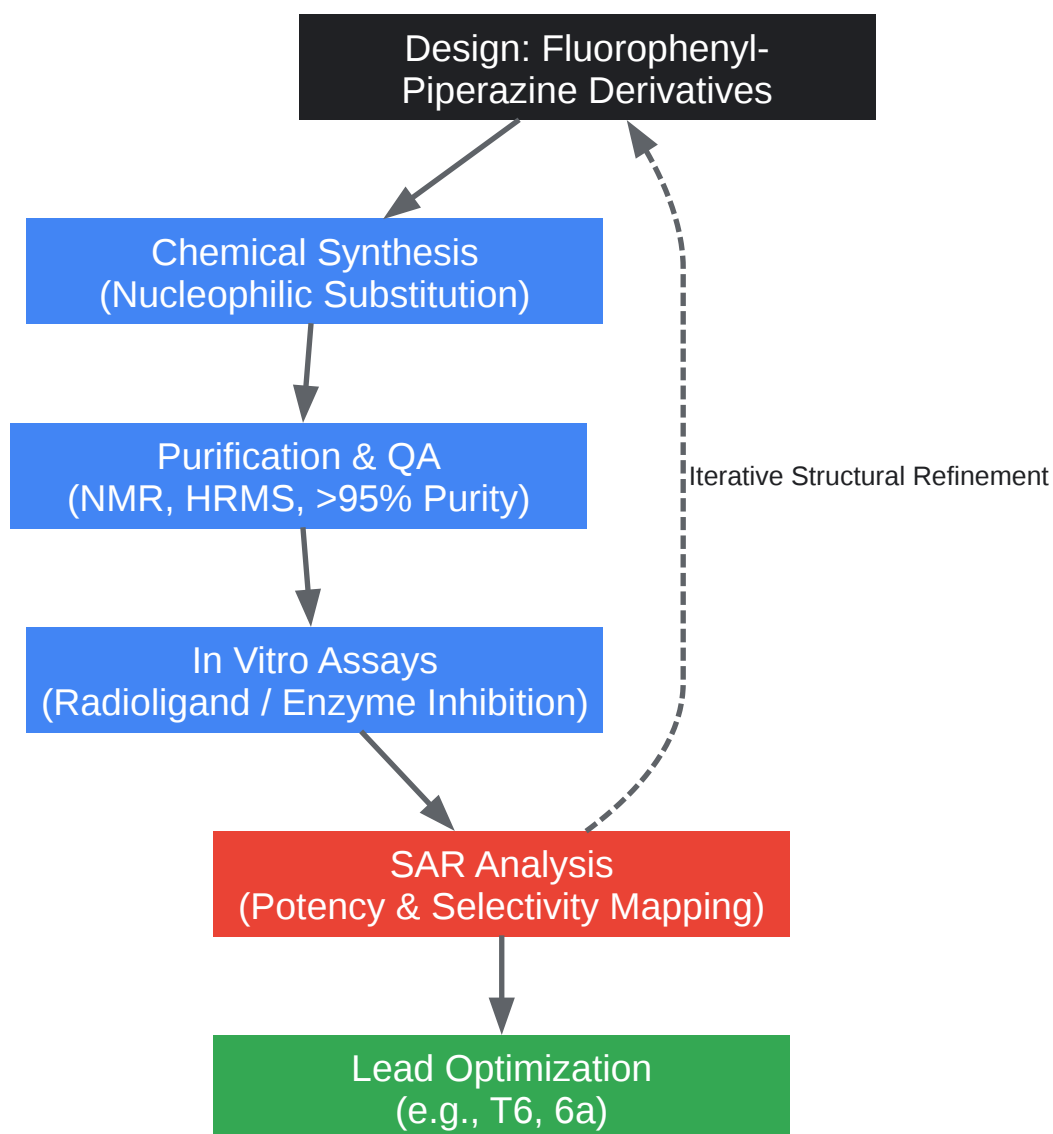 Design: Fluorophenyl-
Piperazine Derivatives
Chemical Synthesis
(Nucleophilic Substitution)
Purification & QA
(NMR, HRMS, >95% Purity)
Iterative Structural Refinement
In Vitro Assays
(Radioligand / Enzyme Inhibition)
SAR Analysis
(Potency & Selectivity Mapping)
Lead Optimization
(e.g., T6, 6a)